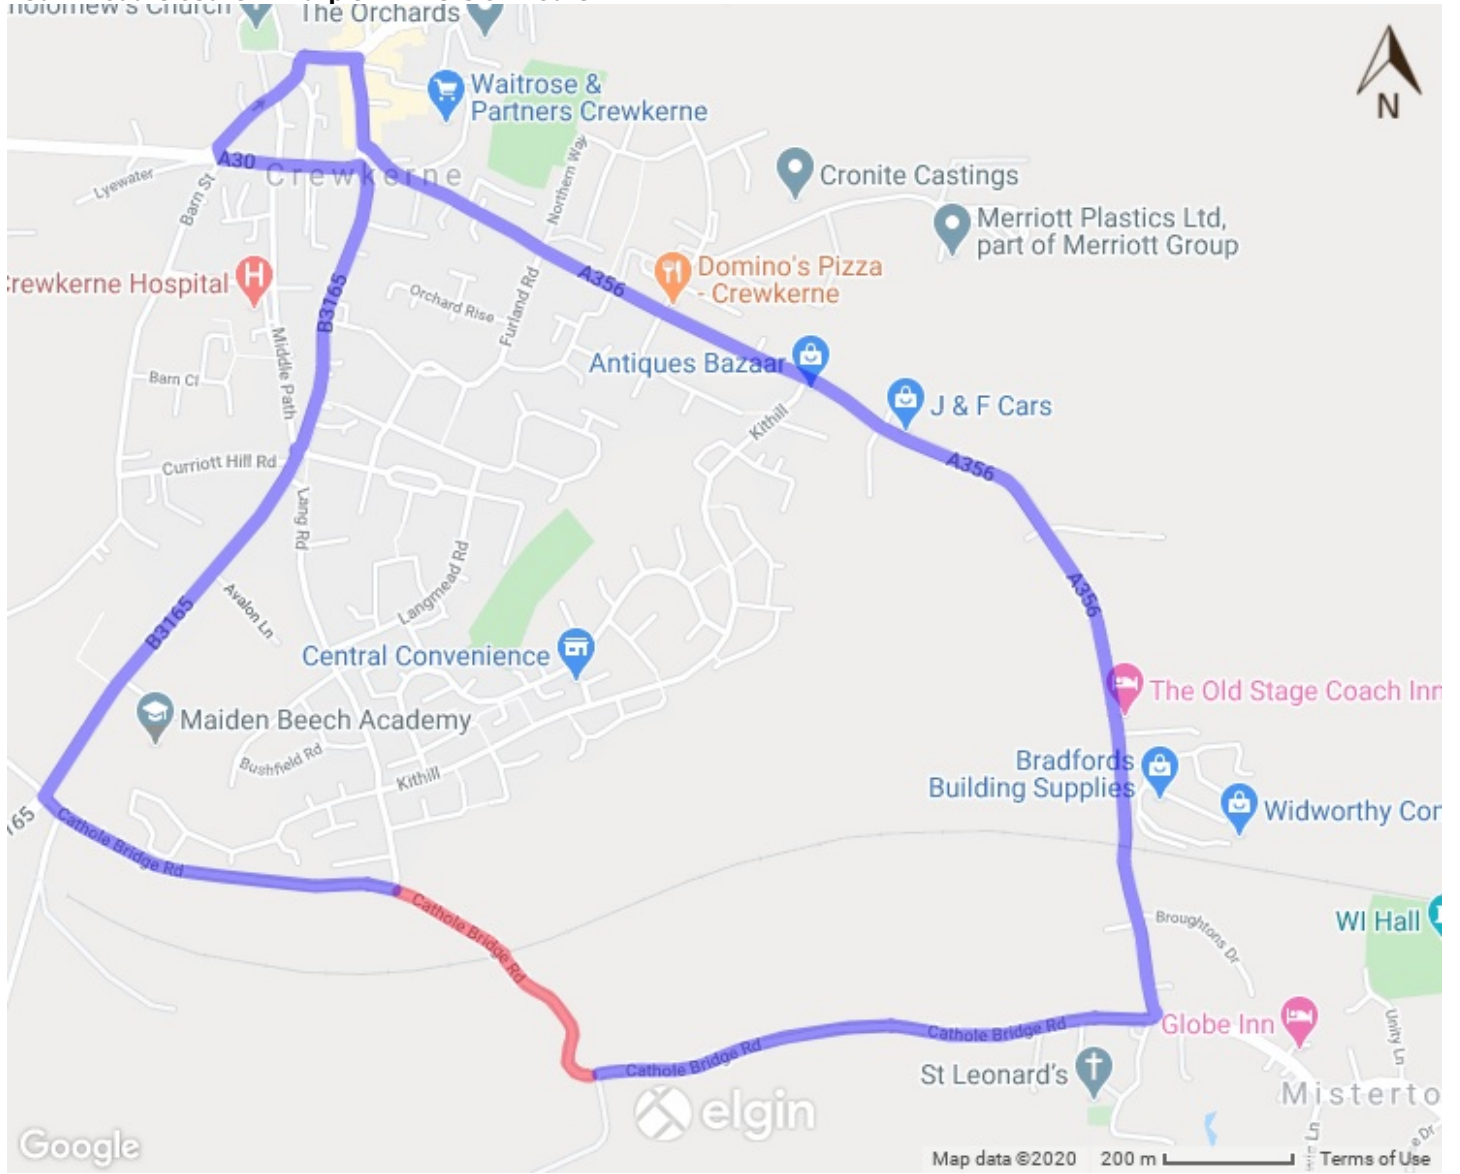 The Orchards
Waitrose &
Partners Crewkerne
N
A30
Crewkerne
Lyewater
Barn St
Northern Way
Cronite Castings
Merriott Plastics Ltd,
part of Merriott Group
Crewkerne Hospital
B3165
Orchard Rise
Furland Rd
A356
Domino's Pizza
- Crewkerne
Middle Path
Barn Cl
Antiques Bazaar
J & F Cars
Kithill
A356
Curriott Hill Rd
Lang Rd
Langmead Rd
A356
Avalon Ln
B3165
Central Convenience
The Old Stage Coach Inn
Maiden Beech Academy
Bushfield Rd
Kithill
Bradfords
Building Supplies
Widworthy Cor
165
Cathole Bridge Rd
Cathole Bridge Rd
Broughtons Dr
WI Hall
Cathole Bridge Rd
Cathole Bridge Rd
Globe Inn
Unity Ln
St Leonard's
Misterto
elgin
Google
Map data ©2020
200 m
Terms of Use